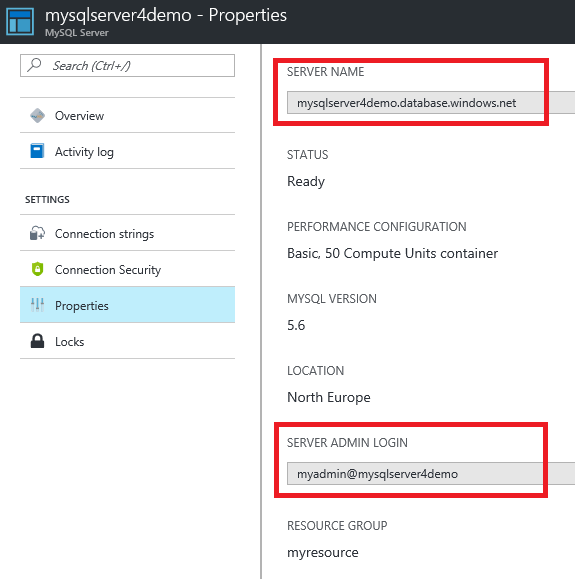 mysqlserver4demo - Properties
MySQL Server
Search (Ctrl+/)
Overview
Activity log
SETTINGS
Connection strings
Connection Security
Properties
Locks
SERVER NAME
mysqlserver4demo.database.windows.net
STATUS
Ready
PERFORMANCE CONFIGURATION
Basic, 50 Compute Units container
MYSQL VERSION
5.6
LOCATION
North Europe
SERVER ADMIN LOGIN
myadmin@mysqlserver4demo
RESOURCE GROUP
myresource